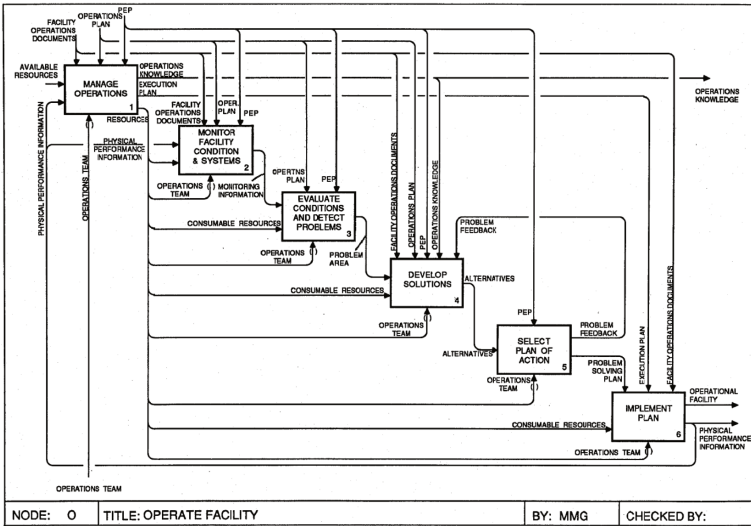 PEP
OPERATIONS
PLAN
FACILITY
OPERATIONS
DOCUMENTS
AVAILABLE
RESOURCES
MANAGE
OPERATIONS
1
OPERATIONS
KNOWLEDGE
EXECUTION
PLAN
RESOURCES
OPERATIONS
KNOWLEDGE
PHYSICAL PERFORMANCE INFORMATION
OPERATIONS TEAM
FACILITY
OPERATIONS
DOCUMENTS
OPER.
PLAN
PEP
PHYSICAL
PERFORMANCE
INFORMATION
MONITOR
FACILITY
CONDITION
& SYSTEMS
2
OPERATIONS
TEAM
MONITORING
INFORMATION
OPERTNS
PLAN
PEP
CONSUMABLE RESOURCES
EVALUATE
CONDITIONS
AND DETECT
PROBLEMS
3
OPERATIONS
TEAM
PROBLEM
AREA
FACILITY OPERATIONS DOCUMENTS
OPERATIONS PLAN
PEP
OPERATIONS KNOWLEDGE
PROBLEM
FEEDBACK
CONSUMABLE RESOURCES
DEVELOP
SOLUTIONS
4
ALTERNATIVES
OPERATIONS
TEAM
PEP
ALTERNATIVES
SELECT
PLAN OF
ACTION
5
PROBLEM
FEEDBACK
PROBLEM
SOLVING
PLAN
OPERATIONS
TEAM
EXECUTION PLAN
FACILITY OPERATIONS DOCUMENTS
CONSUMABLE RESOURCES
IMPLEMENT
PLAN
6
OPERATIONAL
FACILITY
PHYSICAL
PERFORMANCE
INFORMATION
OPERATIONS TEAM
OPERATIONS TEAM
NODE: O
TITLE: OPERATE FACILITY
BY: MMG
CHECKED BY: